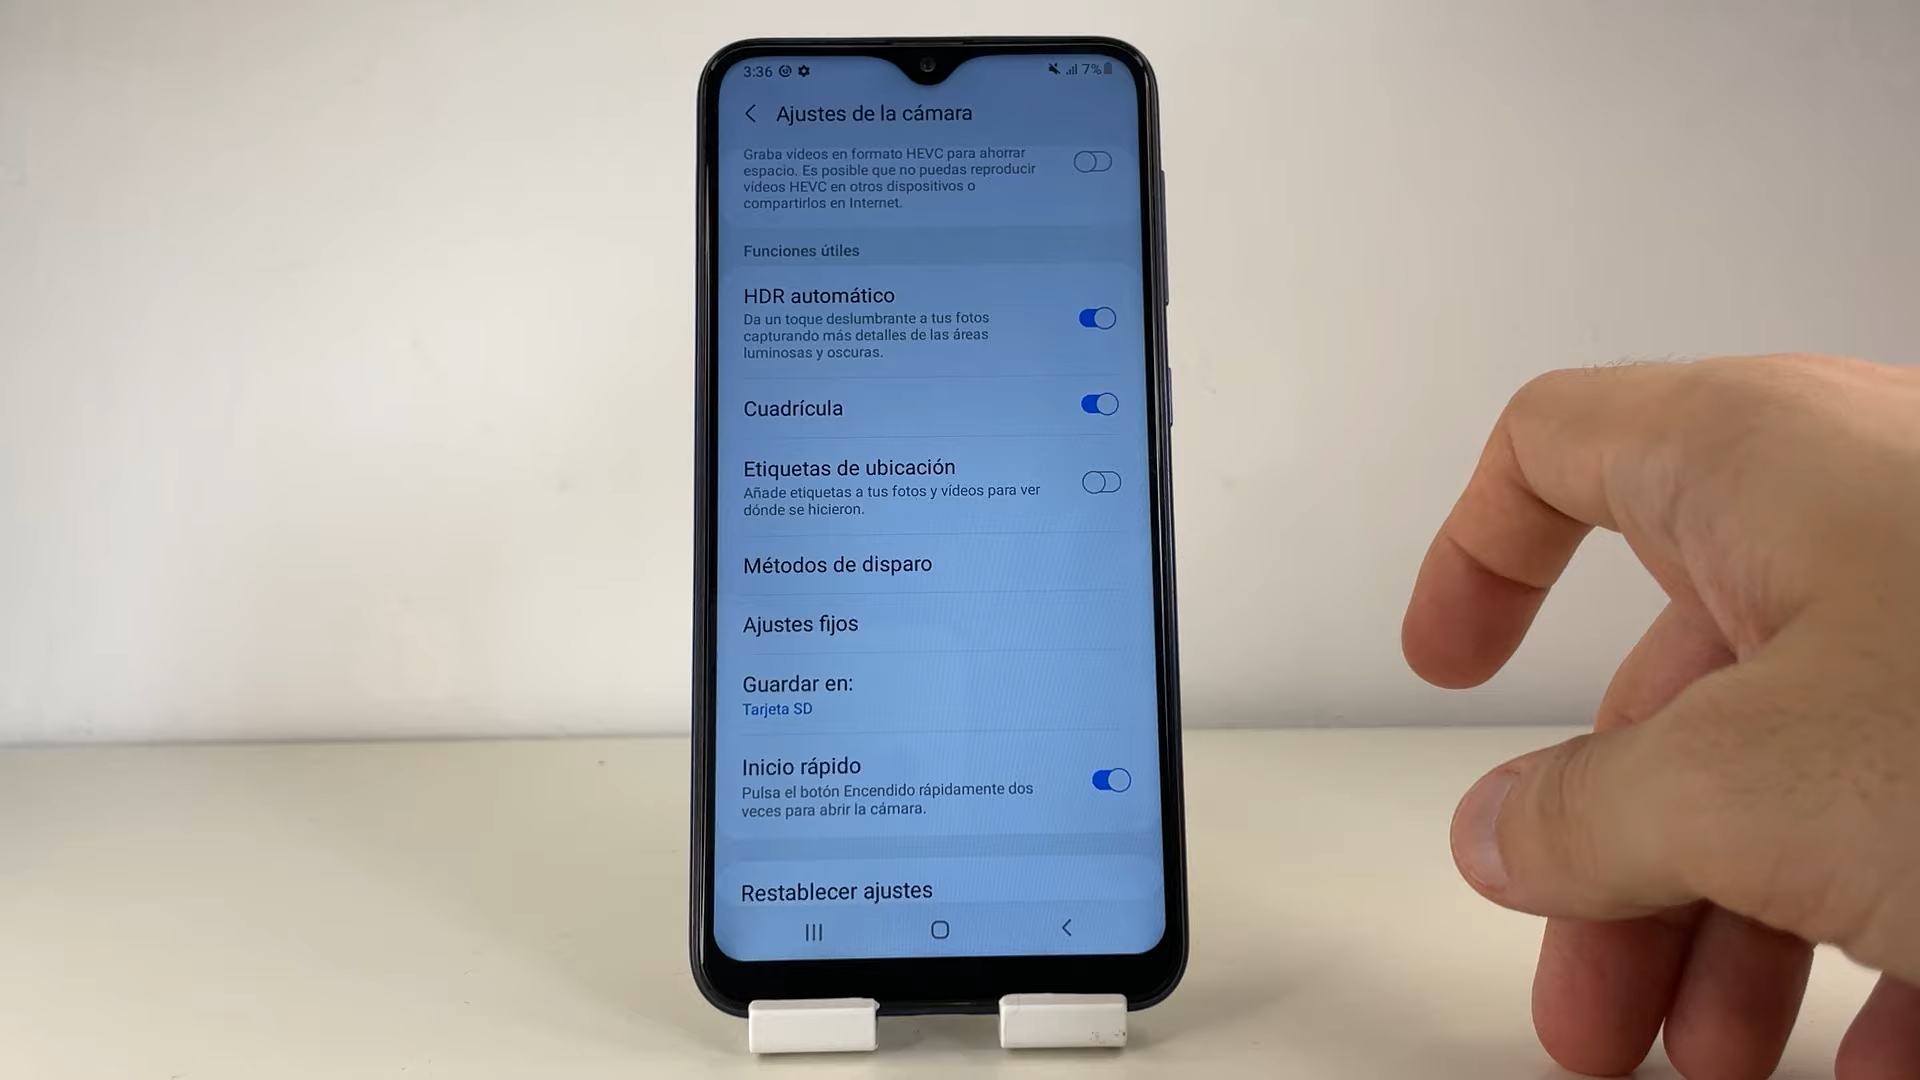 3:36
7%
Ajustes de la cámara
Graba vídeos en formato HEVC para ahorrar
espacio. Es posible que no puedas reproducir
vídeos HEVC en otros dispositivos o
compartirlos en Internet.
Funciones útiles
HDR automático
Da un toque deslumbrante a tus fotos
capturando más detalles de las áreas
luminosas y oscuras.
Cuadrícula
Etiquetas de ubicación
Añade etiquetas a tus fotos y vídeos para ver
dónde se hicieron.
Métodos de disparo
Ajustes fijos
Guardar en:
Tarjeta SD
Inicio rápido
Pulsa el botón Encendido rápidamente dos
veces para abrir la cámara.
Restablecer ajustes